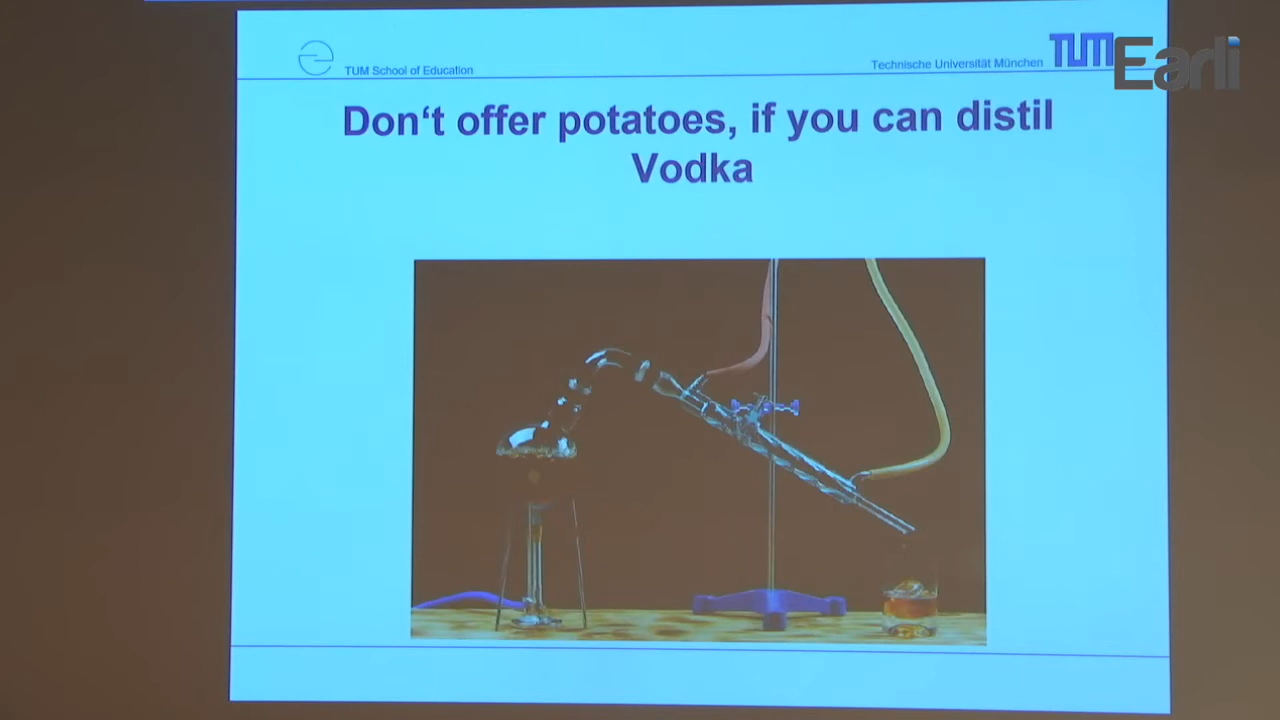 TUM School of Education
Technische Universität München
TUM
Earli
Don‘t offer potatoes, if you can distil
Vodka